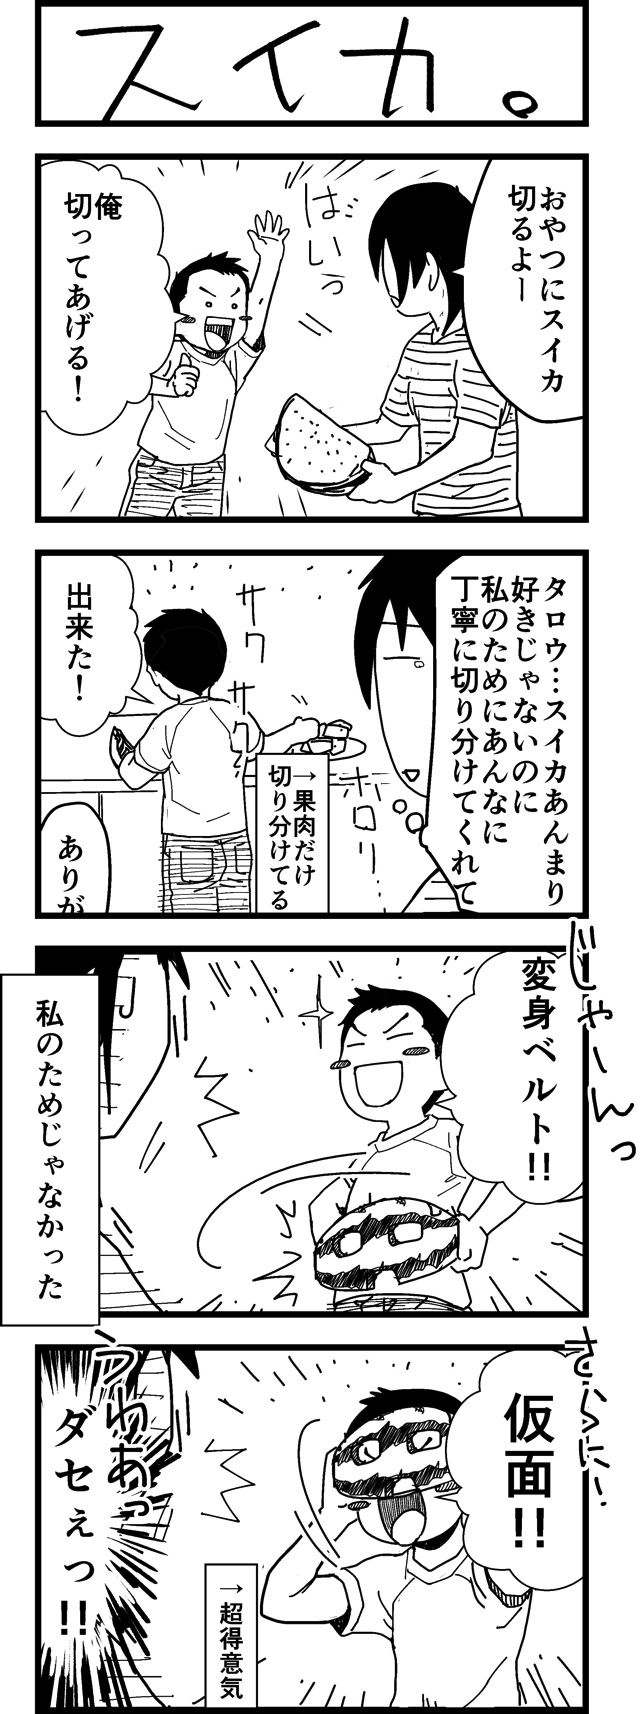 スイカ。
おやつにスイカ
切るよー
はいっ
俺
切ってあげる！
タロウ…スイカあんまり
好きじゃないのに
私のためにあんなに
丁寧に切り分けてくれて
ホロリ
サク
サク
→果肉だけ
切り分けてる
出来た！
ありが
じゃーんっ
変身ベルト!!
私のためじゃなかった
さらに…
仮面!!
→超得意気
うわあっ
ダセぇっ!!